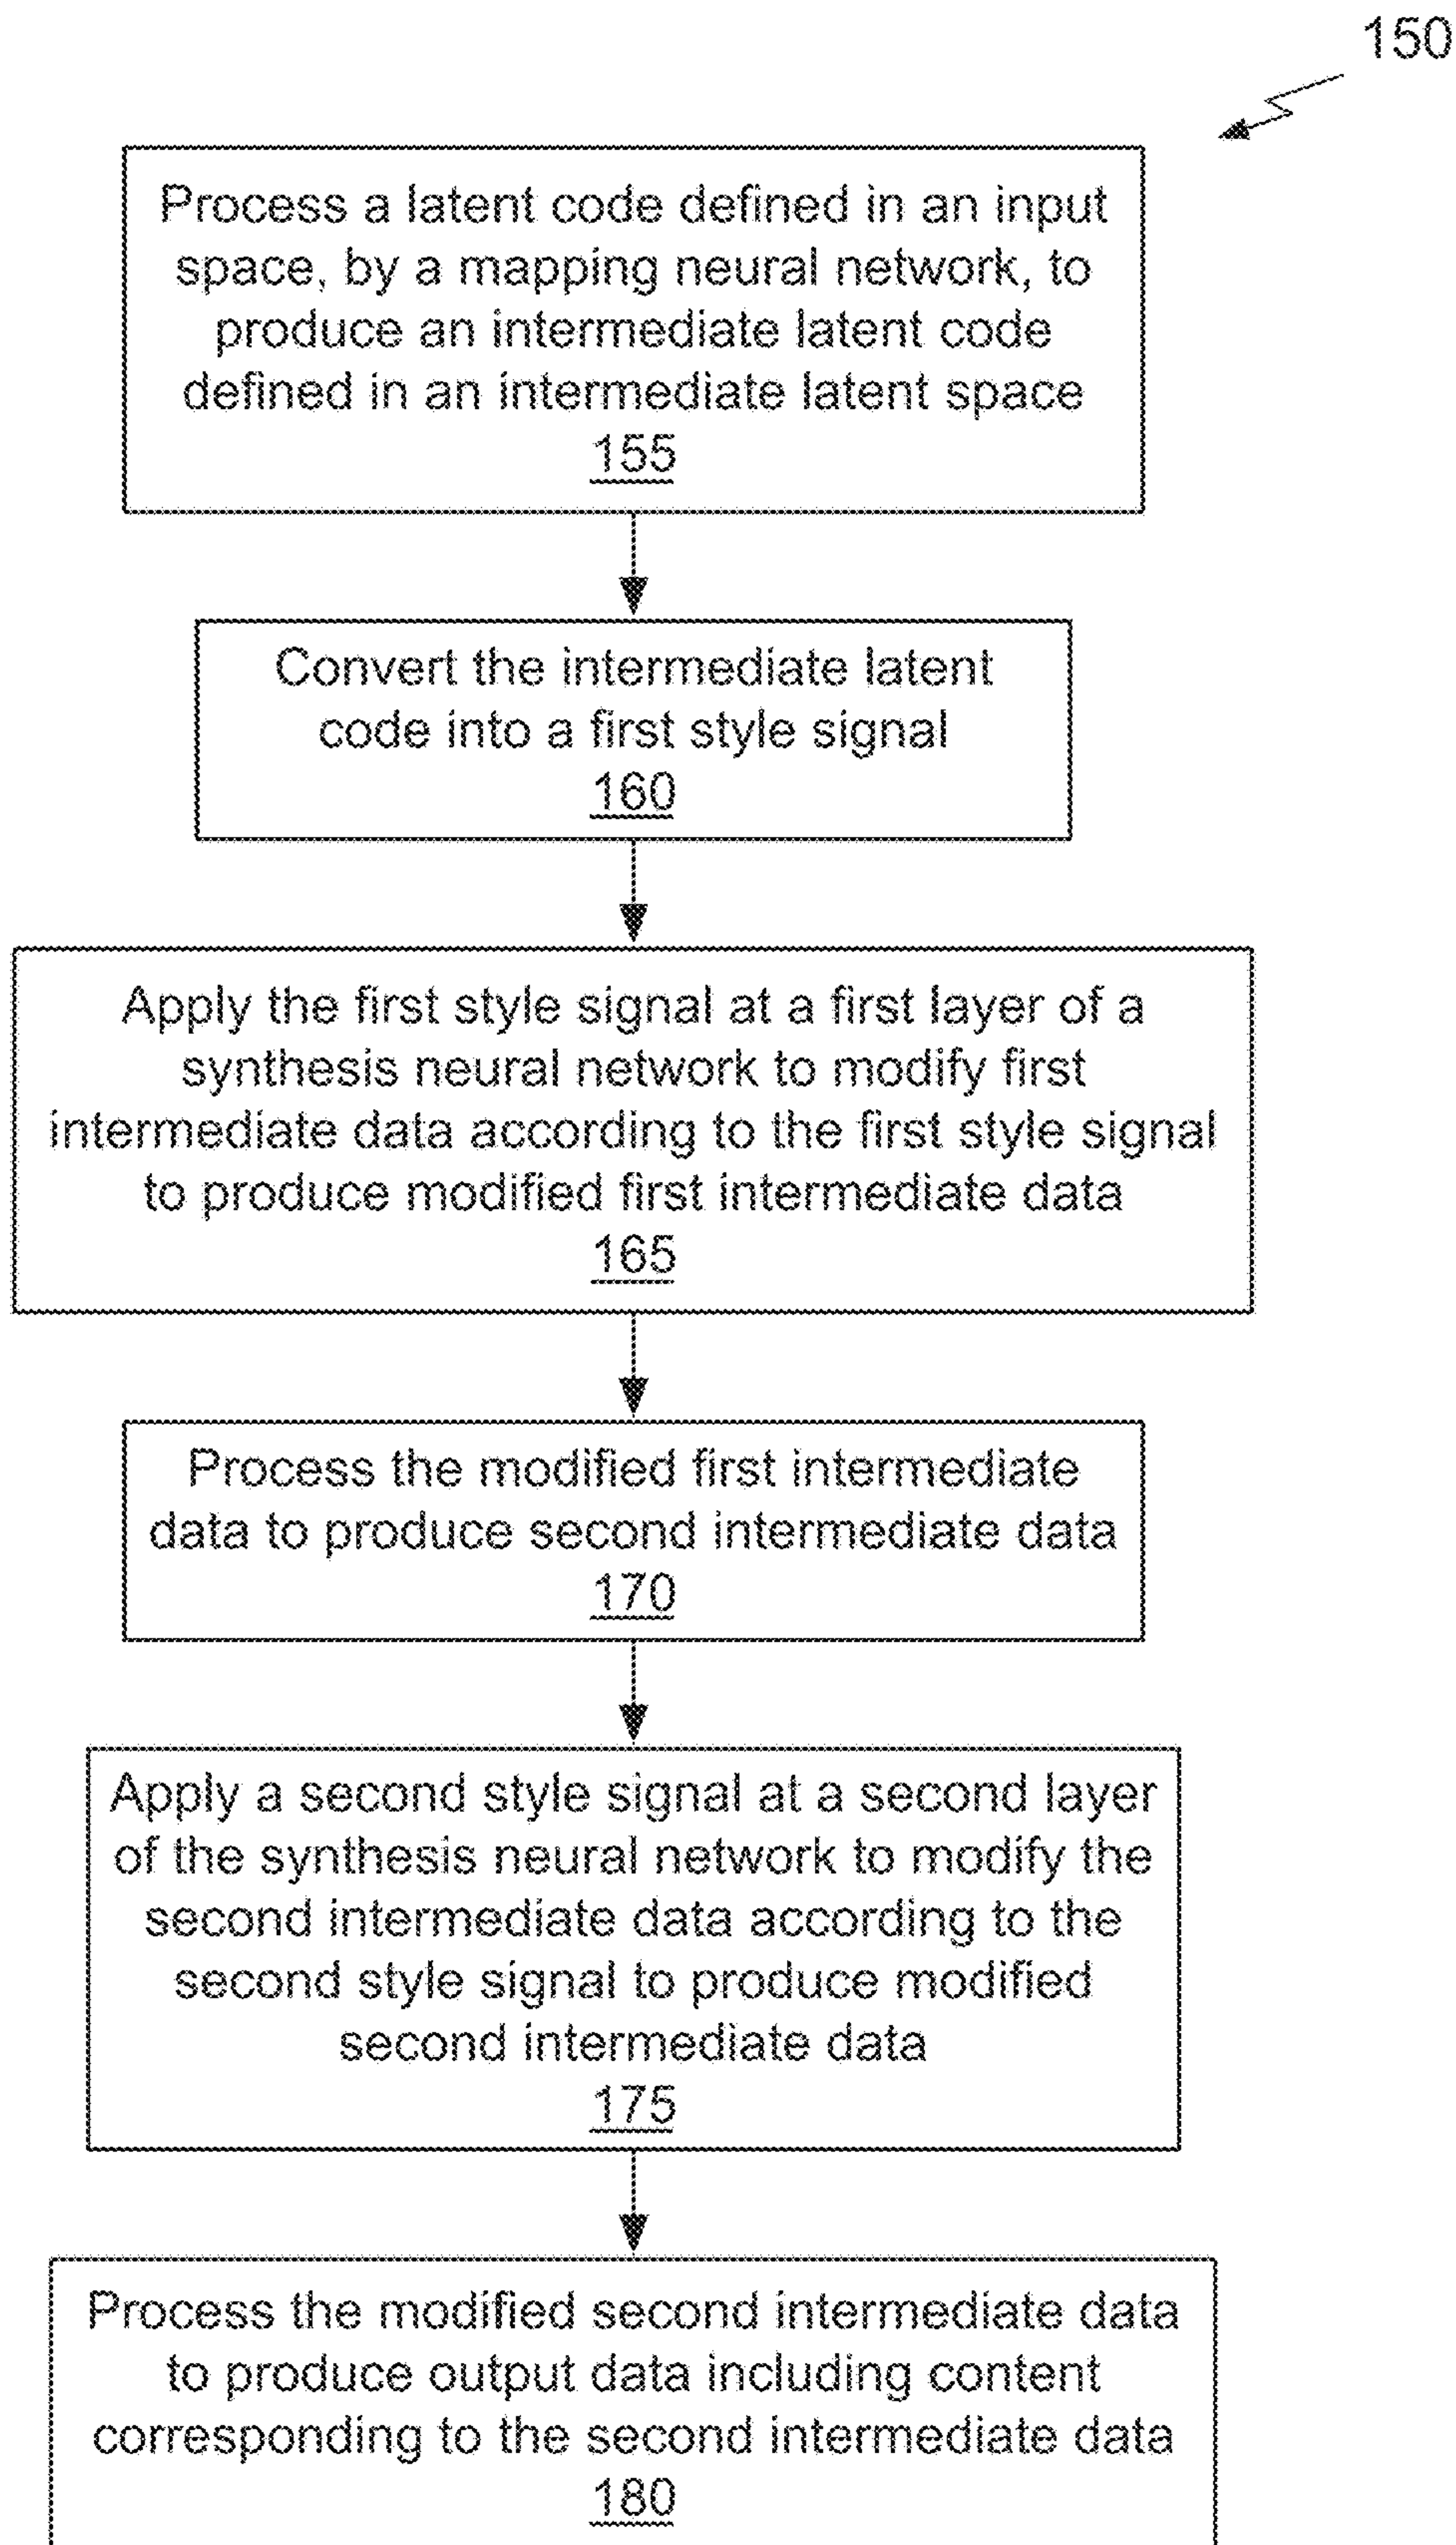 150
Process a latent code defined in an input
space, by a mapping neural network, to
produce an intermediate latent code
defined in an intermediate latent space
155
Convert the intermediate latent
code into a first style signal
160
Apply the first style signal at a first layer of a
synthesis neural network to modify first
intermediate data according to the first style signal
to produce modified first intermediate data
165
Process the modified first intermediate
data to produce second intermediate data
170
Apply a second style signal at a second layer
of the synthesis neural network to modify the
second intermediate data according to the
second style signal to produce modified
second intermediate data
175
Process the modified second intermediate data
to produce output data including content
corresponding to the second intermediate data
180